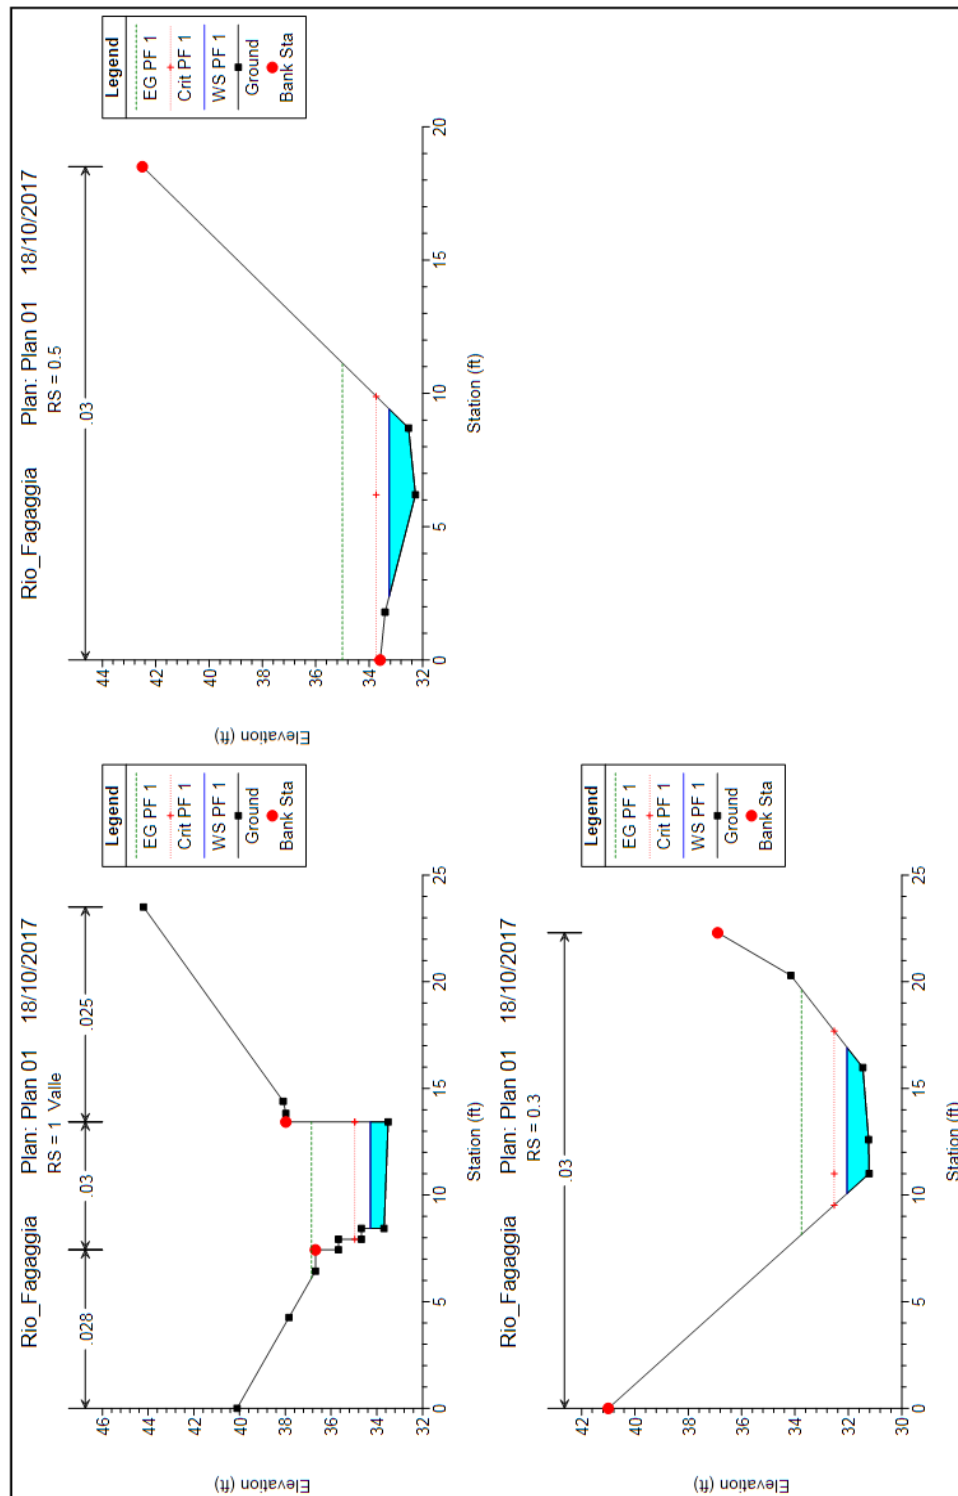 Rio_Fagaggia Plan: Plan 01 18/10/2017
RS = 1 Valle
.028
.03
.025
Legend
EG PF 1
Crit PF 1
WS PF 1
Ground
Bank Sta
46
44
42
40
38
36
34
32
Elevation (ft)
0
5
10
15
20
25
Station (ft)
Rio_Fagaggia Plan: Plan 01 18/10/2017
RS = 0.5
.03
Legend
EG PF 1
Crit PF 1
WS PF 1
Ground
Bank Sta
44
42
40
38
36
34
32
Elevation (ft)
0
5
10
15
20
Station (ft)
Rio_Fagaggia Plan: Plan 01 18/10/2017
RS = 0.3
.03
Legend
EG PF 1
Crit PF 1
WS PF 1
Ground
Bank Sta
42
40
38
36
34
32
30
Elevation (ft)
0
5
10
15
20
25
Station (ft)